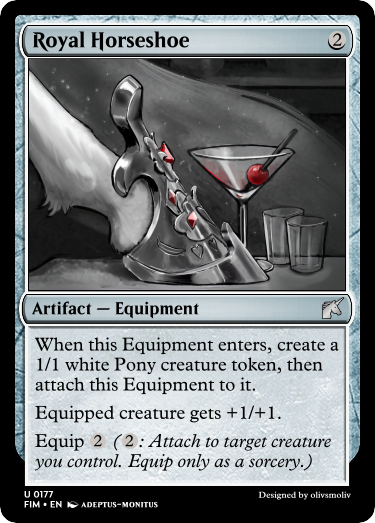 Royal Horseshoe 2
Artifact — Equipment
When this Equipment enters, create a
1/1 white Pony creature token, then
attach this Equipment to it.
Equipped creature gets +1/+1.
Equip 2 (2: Attach to target creature
you control. Equip only as a sorcery.)
U 0177
FIM • EN ADEPTUS-MONITUS
Designed by olivsmoliv